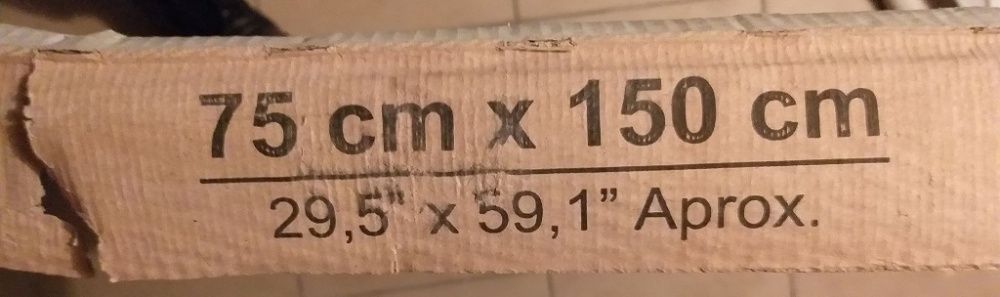 75 cm x 150 cm
29,5” x 59,1” Aprox.